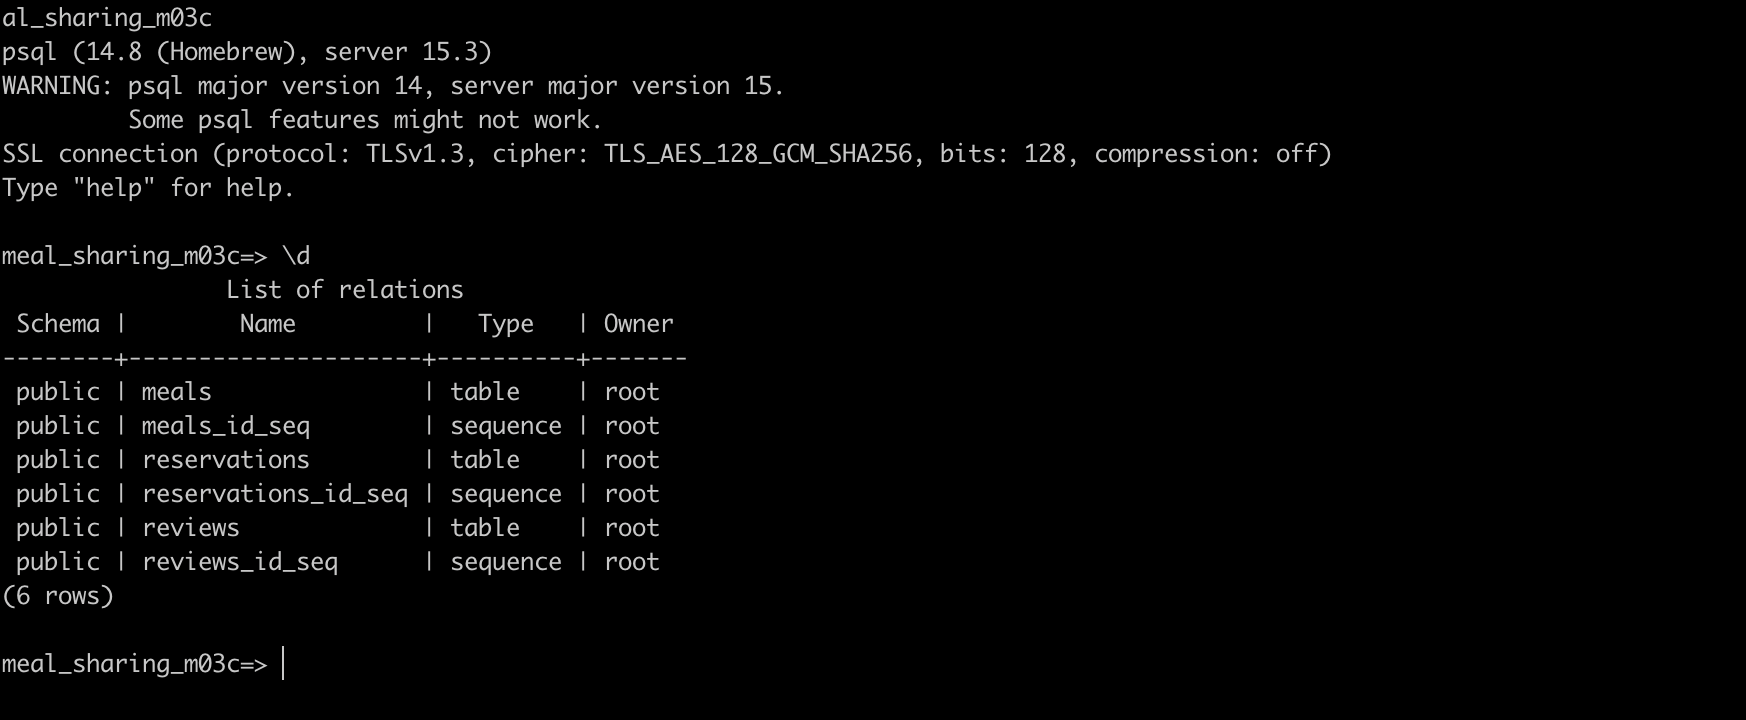 al_sharing_m03c
psql (14.8 (Homebrew), server 15.3)
WARNING: psql major version 14, server major version 15.
         Some psql features might not work.
SSL connection (protocol: TLSv1.3, cipher: TLS_AES_128_GCM_SHA256, bits: 128, compression: off)
Type "help" for help.

meal_sharing_m03c=> \d
                List of relations
 Schema |        Name         |   Type   | Owner
--------+---------------------+----------+-------
 public | meals               | table    | root
 public | meals_id_seq        | sequence | root
 public | reservations        | table    | root
 public | reservations_id_seq | sequence | root
 public | reviews             | table    | root
 public | reviews_id_seq      | sequence | root
(6 rows)

meal_sharing_m03c=>